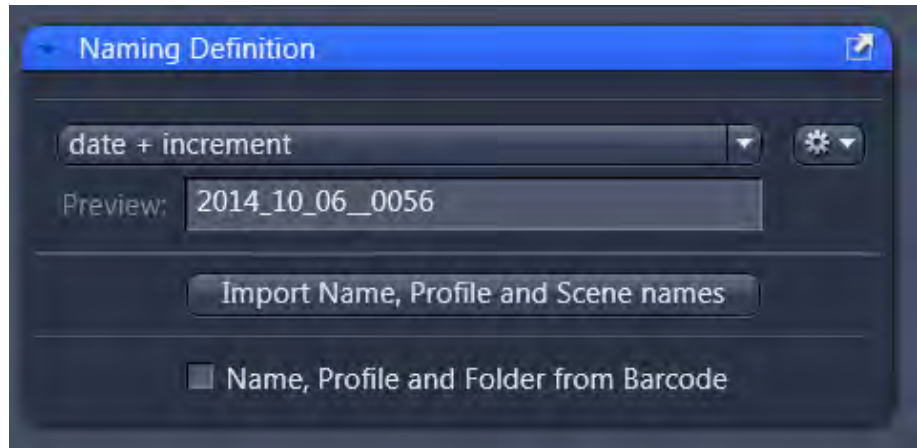 Naming Definition
date + increment
Preview: 2014_10_06__0056
Import Name, Profile and Scene names
Name, Profile and Folder from Barcode